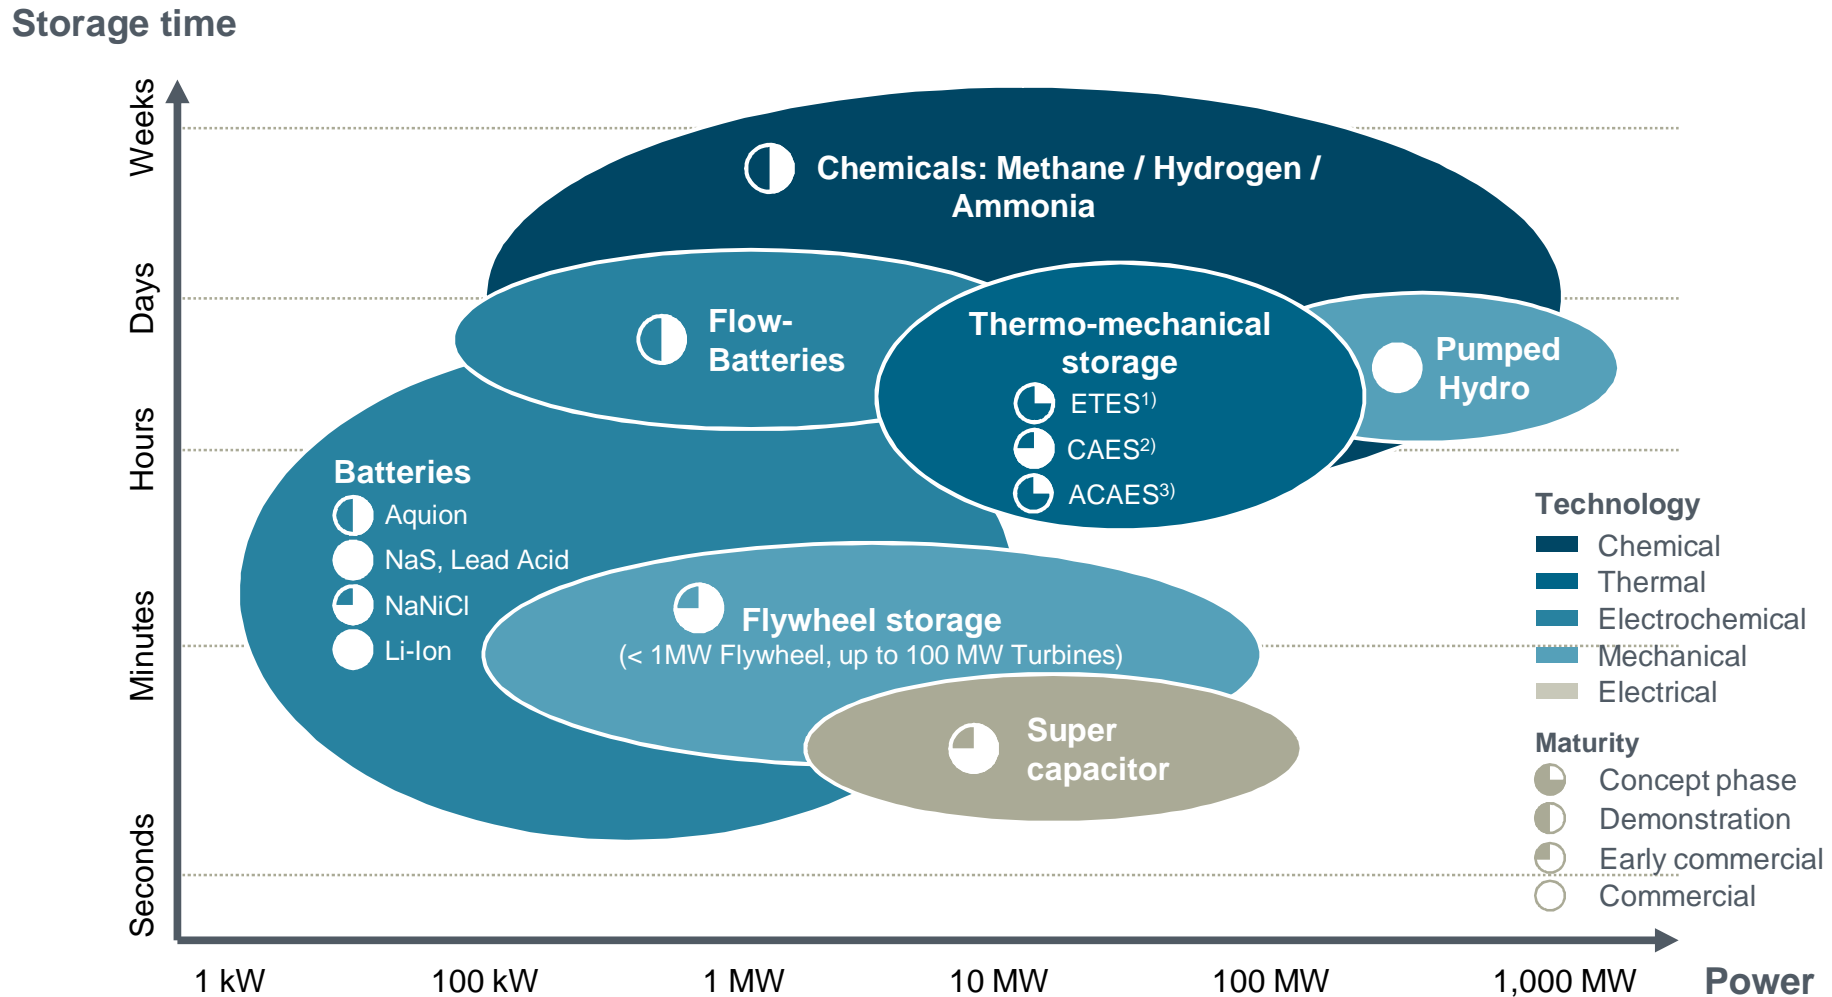 Storage time
Weeks
Days
Hours
Minutes
Seconds
Chemicals: Methane / Hydrogen /
Ammonia
Flow-
Batteries
Thermo-mechanical
storage
ETES1)
CAES2)
ACAES3)
Pumped
Hydro
Batteries
Aquion
NaS, Lead Acid
NaNiCl
Li-Ion
Flywheel storage
(< 1MW Flywheel, up to 100 MW Turbines)
Super
capacitor
Technology
Chemical
Thermal
Electrochemical
Mechanical
Electrical
Maturity
Concept phase
Demonstration
Early commercial
Commercial
1 kW
100 kW
1 MW
10 MW
100 MW
1,000 MW
Power